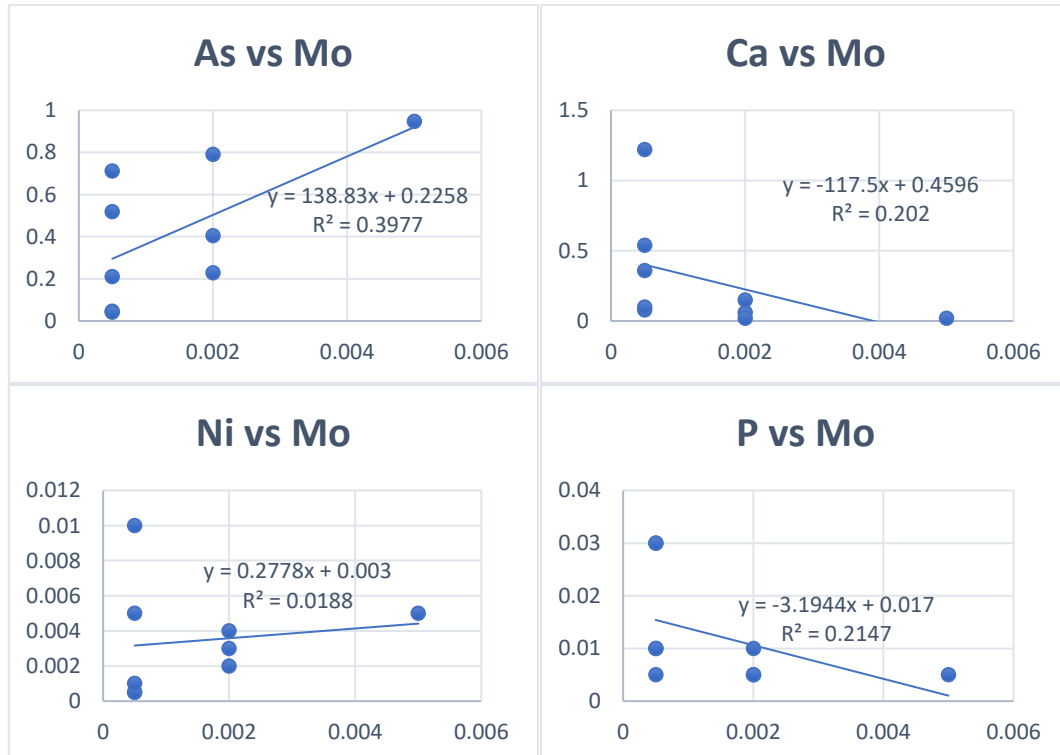 As vs Mo
1
0.8
0.6
0.4
0.2
0
y = 138.83x + 0.2258
R² = 0.3977
0 0.002 0.004 0.006
Ca vs Mo
1.5
1
0.5
0
y = -117.5x + 0.4596
R² = 0.202
0 0.002 0.004 0.006
Ni vs Mo
0.012
0.01
0.008
0.006
0.004
0.002
0
y = 0.2778x + 0.003
R² = 0.0188
0 0.002 0.004 0.006
P vs Mo
0.04
0.03
0.02
0.01
0
y = -3.1944x + 0.017
R² = 0.2147
0 0.002 0.004 0.006